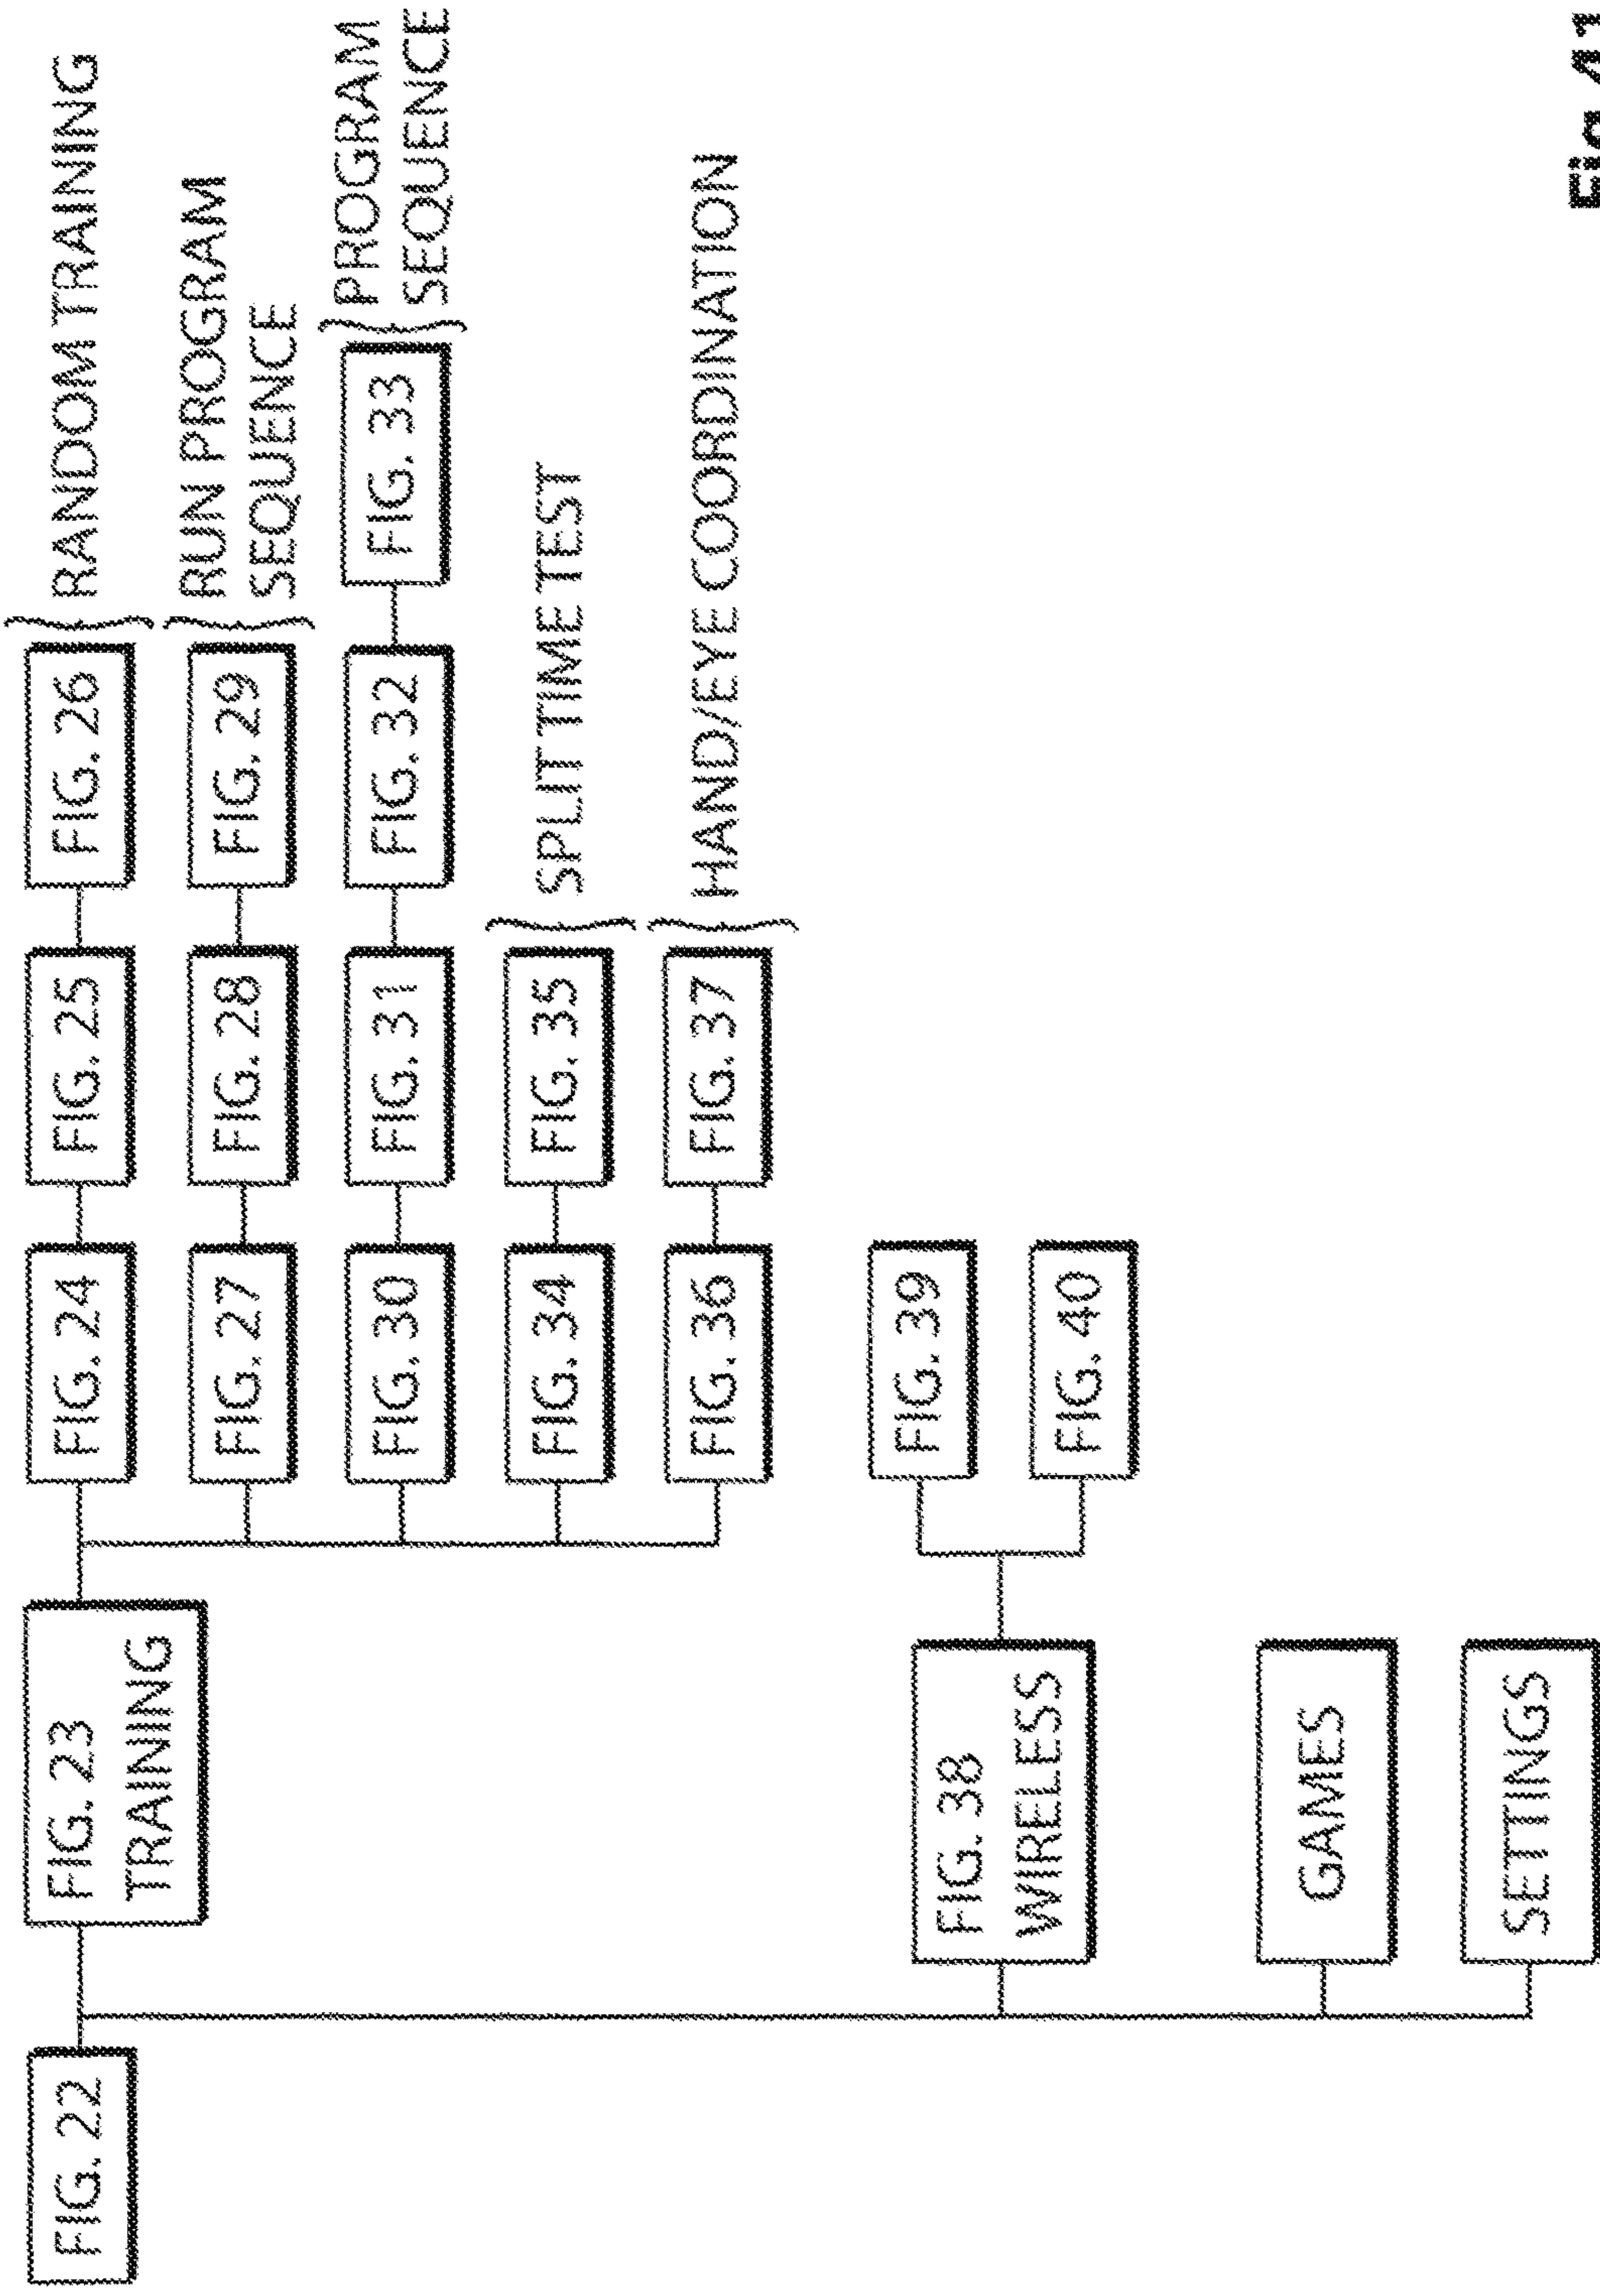 FIG. 22
FIG. 23
TRAINING
FIG. 24
FIG. 25
FIG. 26
RANDOM TRAINING
FIG. 27
FIG. 28
FIG. 29
RUN PROGRAM
SEQUENCE
FIG. 30
FIG. 31
FIG. 32
FIG. 33
PROGRAM
SEQUENCE
FIG. 34
FIG. 35
SPLIT TIME TEST
FIG. 36
FIG. 37
HAND/EYE COORDINATION
FIG. 38
WIRELESS
FIG. 39
FIG. 40
GAMES
SETTINGS
Fig. 41